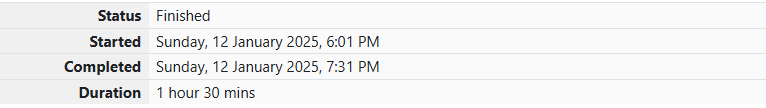 Status Finished
Started Sunday, 12 January 2025, 6:01 PM
Completed Sunday, 12 January 2025, 7:31 PM
Duration 1 hour 30 mins